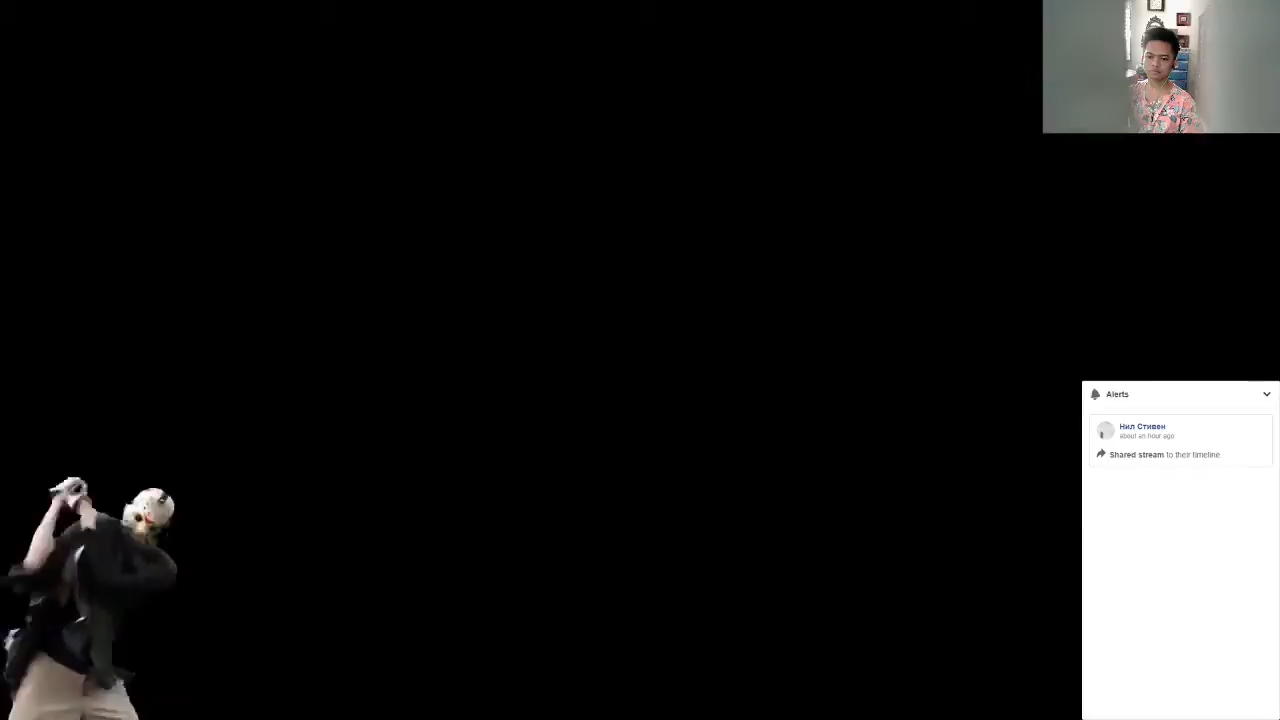 Alerts
Нил Стивен
about an hour ago
Shared stream to their timeline